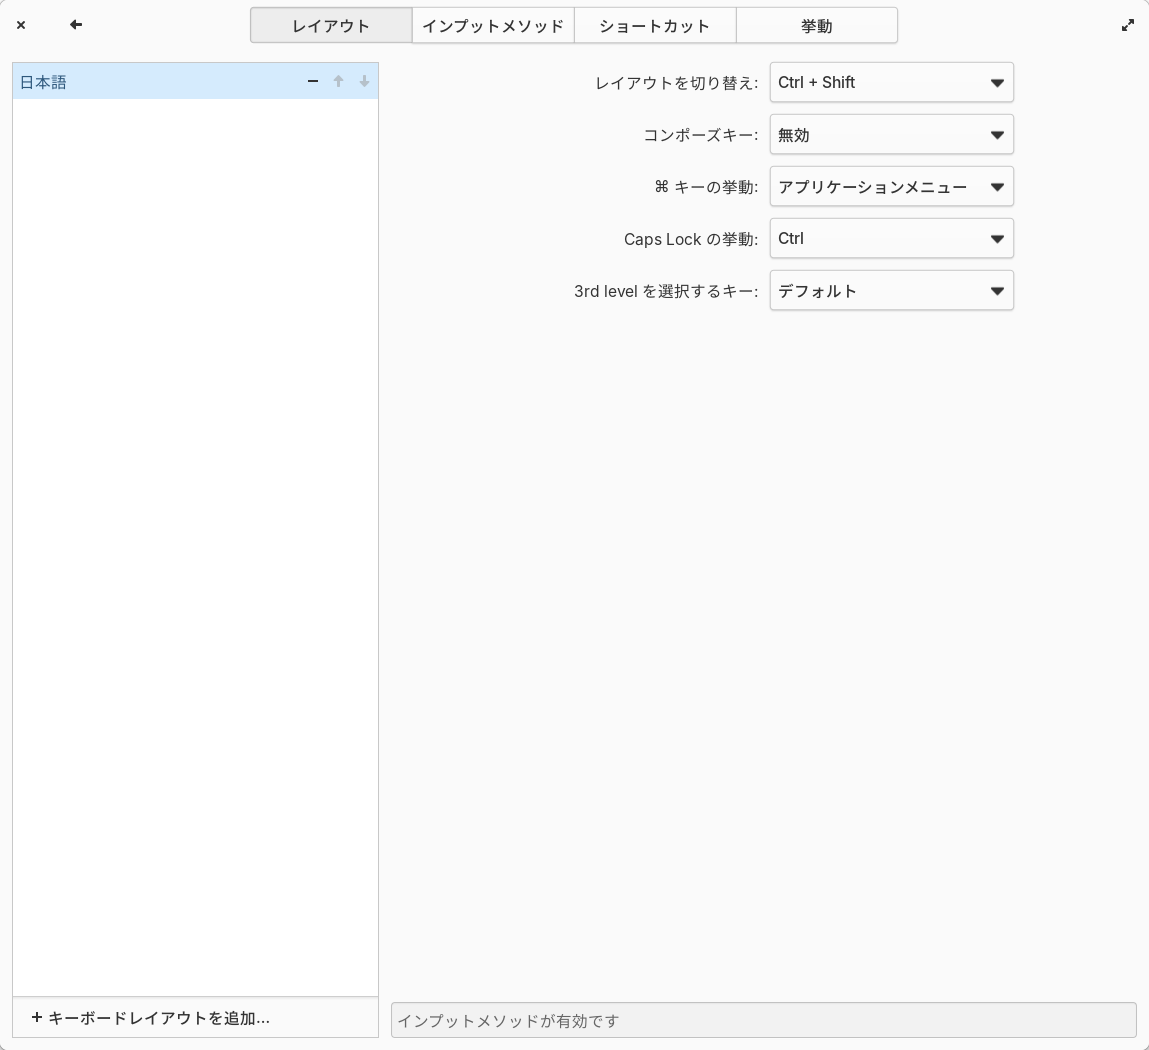 レイアウト
インプットメソッド
ショートカット
挙動
日本語
レイアウトを切り替え: Ctrl + Shift
コンポーズキー: 無効
⌘ キーの挙動: アプリケーションメニュー
Caps Lock の挙動: Ctrl
3rd level を選択するキー: デフォルト
+ キーボードレイアウトを追加...
インプットメソッドが有効です